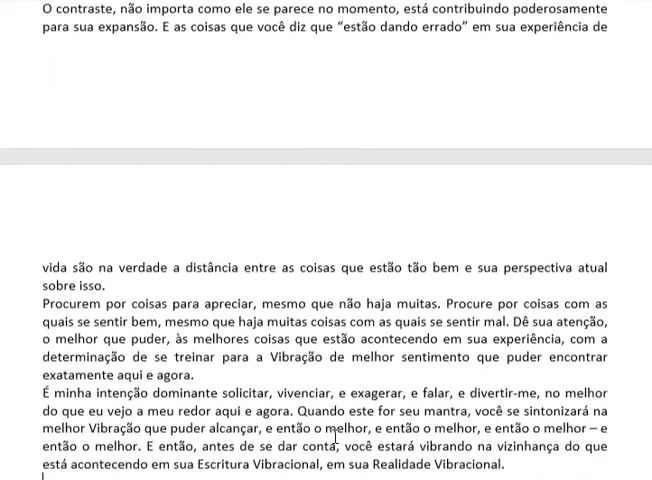 O contraste, não importa como ele se parece no momento, está contribuindo poderosamente
para sua expansão. E as coisas que você diz que “estão dando errado” em sua experiência de
vida são na verdade a distância entre as coisas que estão tão bem e sua perspectiva atual
sobre isso.
Procurem por coisas para apreciar, mesmo que não haja muitas. Procure por coisas com as
quais se sentir bem, mesmo que haja muitas coisas com as quais se sentir mal. Dê sua atenção,
o melhor que puder, às melhores coisas que estão acontecendo em sua experiência, com a
determinação de se treinar para a Vibração de melhor sentimento que puder encontrar
exatamente aqui e agora.
É minha intenção dominante solicitar, vivenciar, e exagerar, e falar, e divertir-me, no melhor
do que eu vejo a meu redor aqui e agora. Quando este for seu mantra, você se sintonizará na
melhor Vibração que puder alcançar, e então o melhor, e então o melhor, e então o melhor – e
então o melhor. E então, antes de se dar conta, você estará vibrando na vizinhança do que
está acontecendo em sua Escritura Vibracional, em sua Realidade Vibracional.